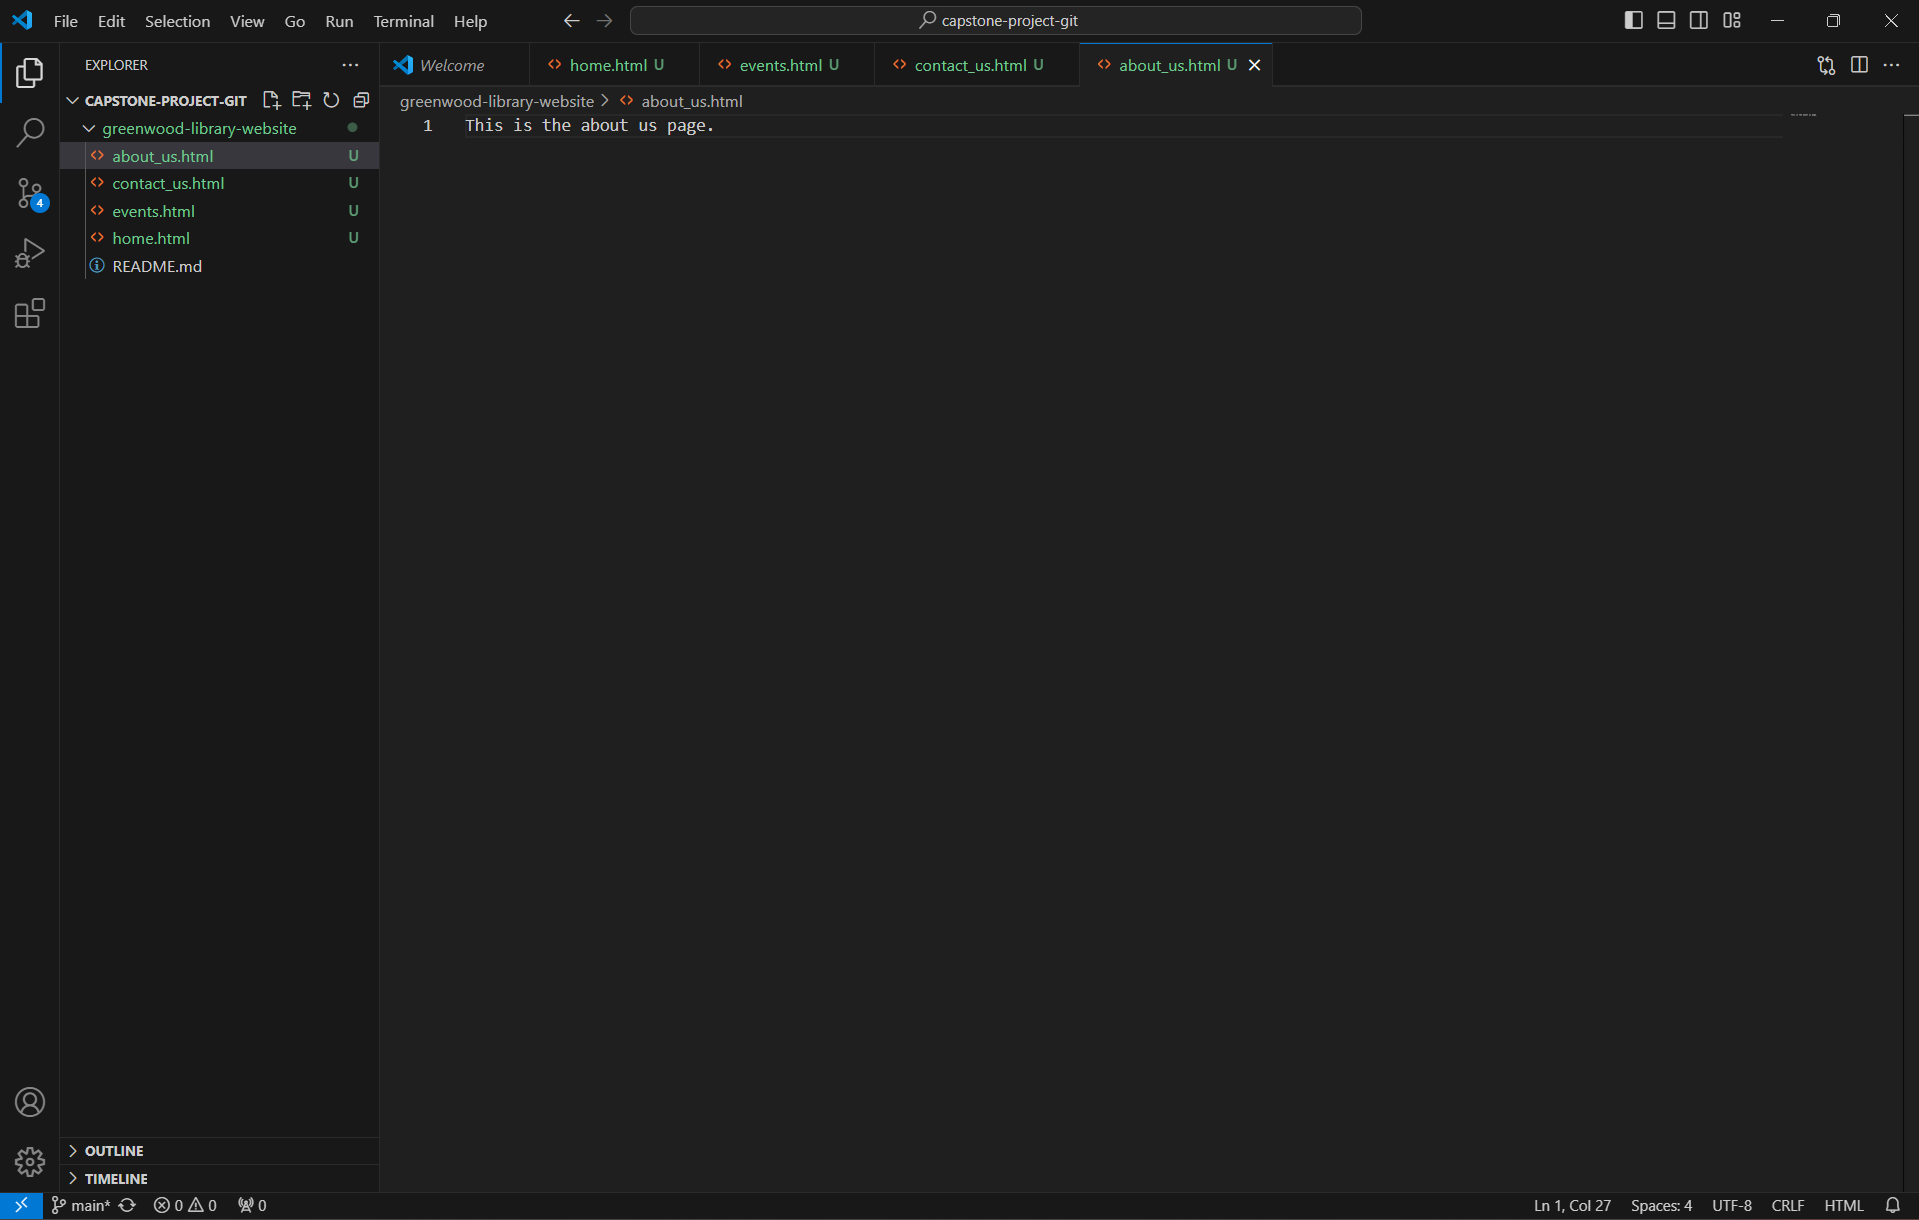 File Edit Selection View Go Run Terminal Help
capstone-project-git
EXPLORER
Welcome
home.html U
events.html U
contact_us.html U
about_us.html U
CAPSTONE-PROJECT-GIT
greenwood-library-website > about_us.html
greenwood-library-website
1 This is the about us page.
about_us.html U
contact_us.html U
4
events.html U
home.html U
README.md
OUTLINE
TIMELINE
main* 0 0 0
Ln 1, Col 27 Spaces: 4 UTF-8 CRLF HTML